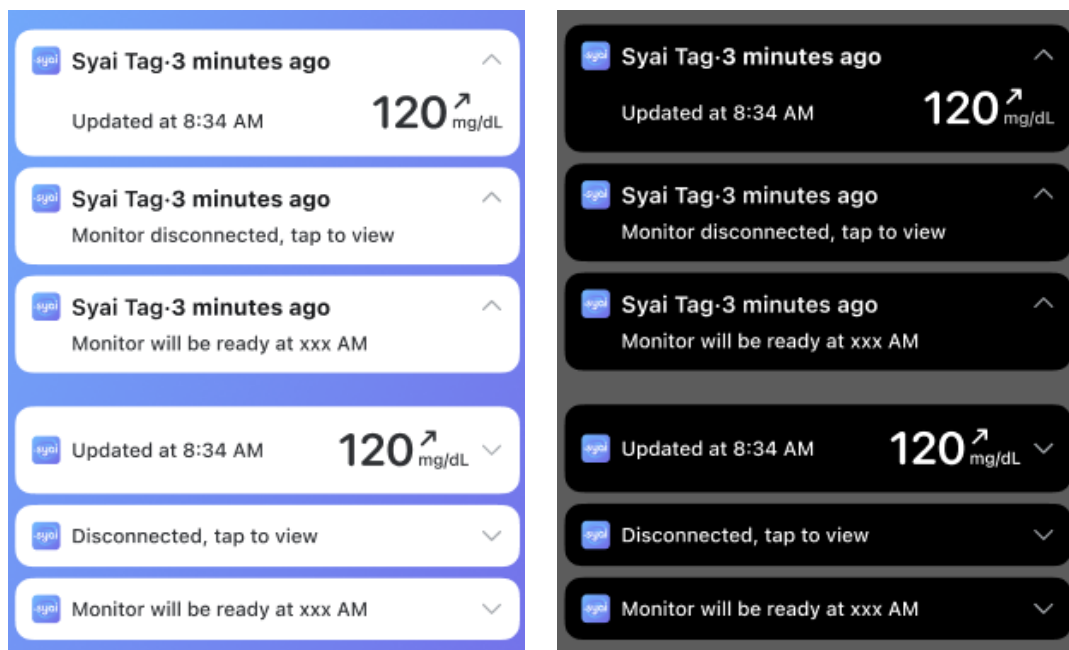 syai Syai Tag·3 minutes ago
Updated at 8:34 AM 120 mg/dL
syai Syai Tag·3 minutes ago
Monitor disconnected, tap to view
syai Syai Tag·3 minutes ago
Monitor will be ready at xxx AM
syai Updated at 8:34 AM 120 mg/dL
syai Disconnected, tap to view
syai Monitor will be ready at xxx AM
syai Syai Tag·3 minutes ago
Updated at 8:34 AM 120 mg/dL
syai Syai Tag·3 minutes ago
Monitor disconnected, tap to view
syai Syai Tag·3 minutes ago
Monitor will be ready at xxx AM
syai Updated at 8:34 AM 120 mg/dL
syai Disconnected, tap to view
syai Monitor will be ready at xxx AM